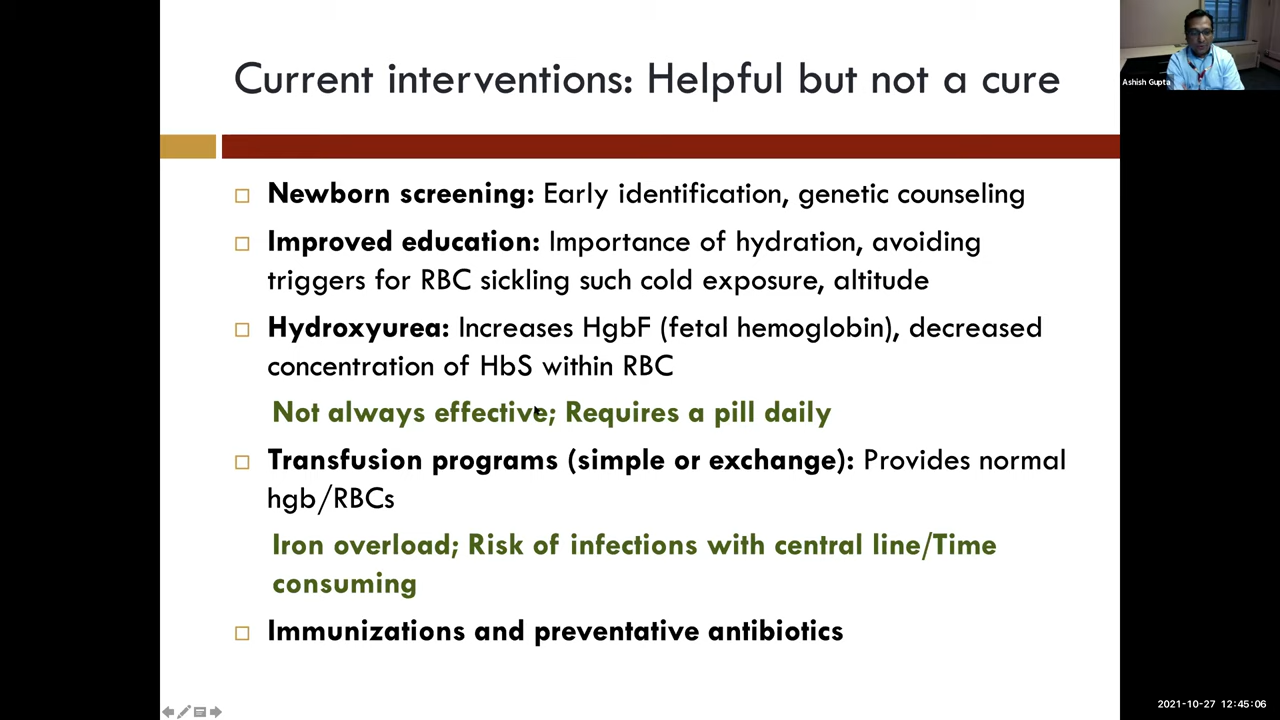 Current interventions: Helpful but not a cure
Ashish Gupta
Newborn screening: Early identification, genetic counseling
Improved education: Importance of hydration, avoiding
triggers for RBC sickling such cold exposure, altitude
Hydroxyurea: Increases HgbF (fetal hemoglobin), decreased
concentration of HbS within RBC
Not always effective; Requires a pill daily
Transfusion programs (simple or exchange): Provides normal
hgb/RBCs
Iron overload; Risk of infections with central line/Time
consuming
Immunizations and preventative antibiotics
2021-10-27 12:45:06